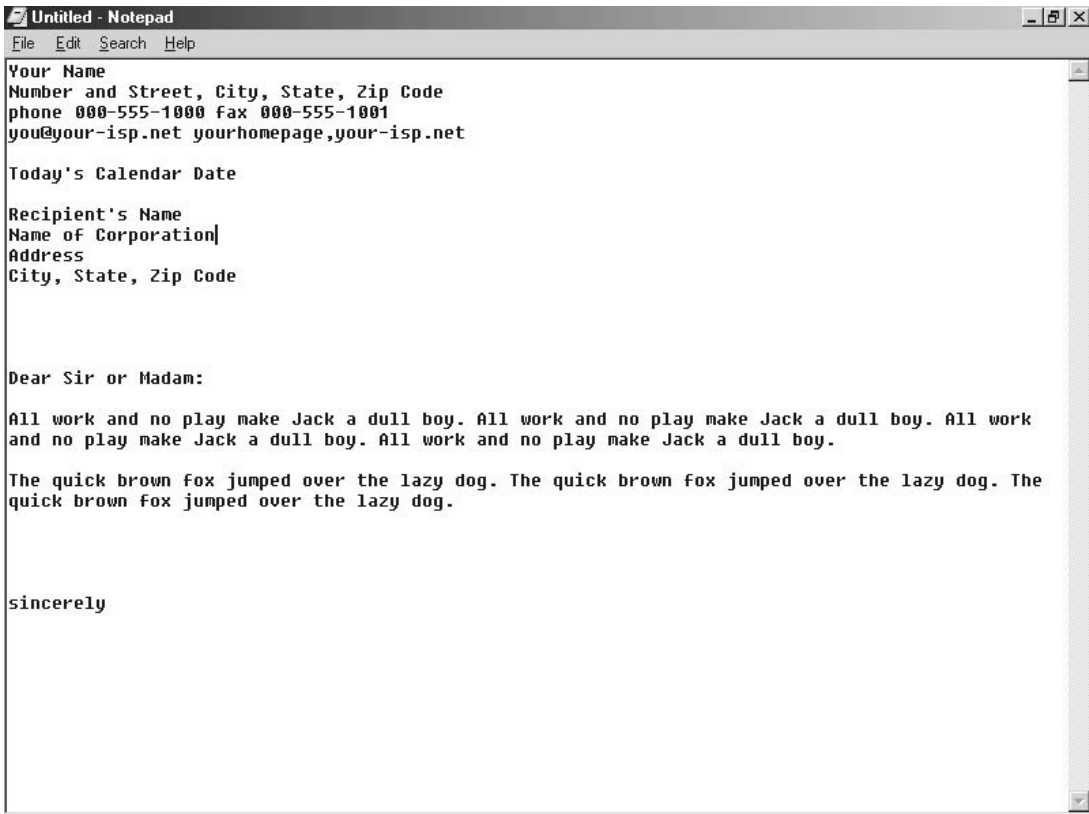 Untitled - Notepad
File Edit Search Help
Your Name
Number and Street, City, State, Zip Code
phone 000-555-1000 fax 000-555-1001
you@your-isp.net yourhomepage,your-isp.net
Today's Calendar Date
Recipient's Name
Name of Corporation
Address
City, State, Zip Code
Dear Sir or Madam:
All work and no play make Jack a dull boy. All work and no play make Jack a dull boy. All work
and no play make Jack a dull boy. All work and no play make Jack a dull boy.
The quick brown fox jumped over the lazy dog. The quick brown fox jumped over the lazy dog. The
quick brown fox jumped over the lazy dog.
sincerely